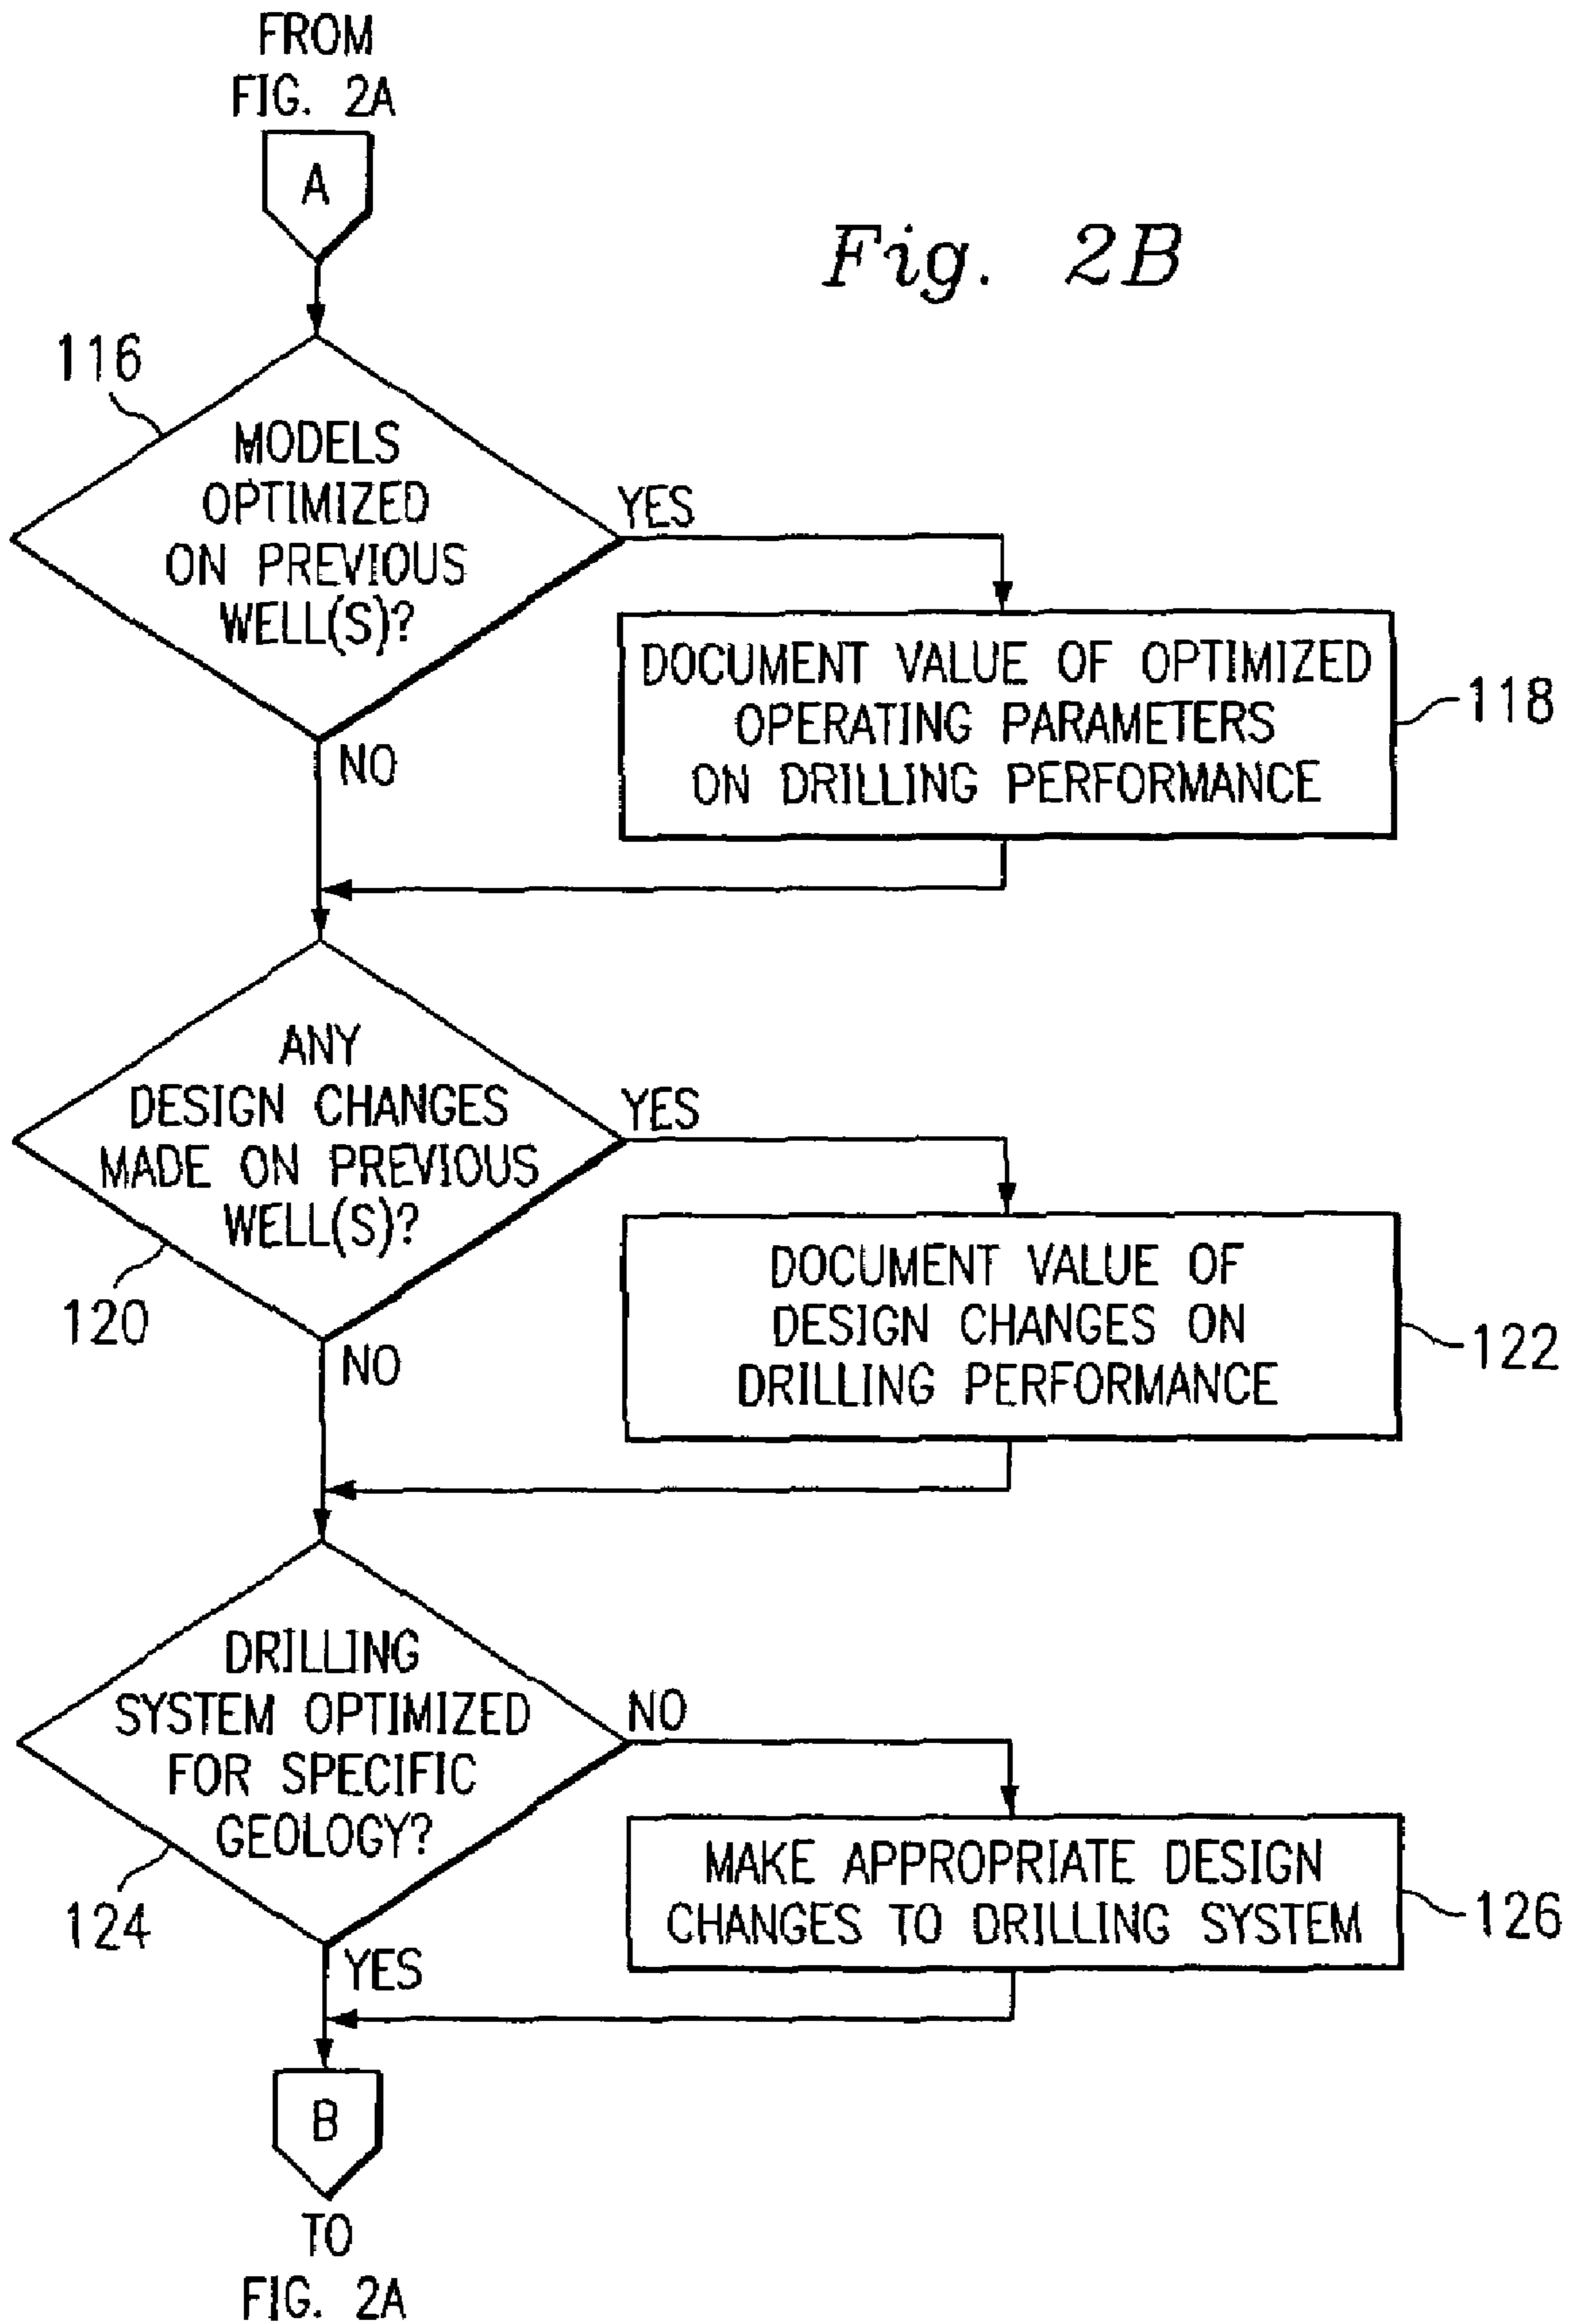 FROM
FIG. 2A
A
Fig. 2B
116
MODELS
OPTIMIZED
ON PREVIOUS
WELL(S)?
YES
NO
DOCUMENT VALUE OF OPTIMIZED
OPERATING PARAMETERS
ON DRILLING PERFORMANCE
118
ANY
DESIGN CHANGES
MADE ON PREVIOUS
WELL(S)?
YES
120
NO
DOCUMENT VALUE OF
DESIGN CHANGES ON
DRILLING PERFORMANCE
122
DRILLING
SYSTEM OPTIMIZED
FOR SPECIFIC
GEOLOGY?
NO
124
YES
MAKE APPROPRIATE DESIGN
CHANGES TO DRILLING SYSTEM
126
B
TO
FIG. 2A